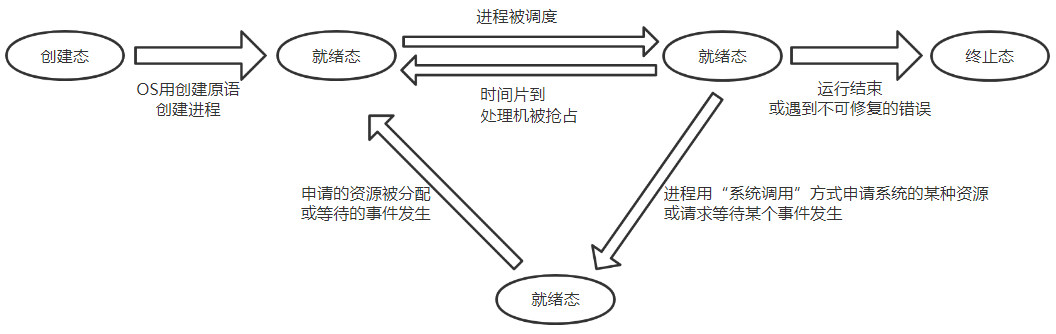 进程被调度
创建态
就绪态
就绪态
终止态
OS用创建原语
创建进程
时间片到
处理机被抢占
运行结束
或遇到不可修复的错误
申请的资源被分配
或等待的事件发生
进程用“系统调用”方式申请系统的某种资源
或请求等待某个事件发生
就绪态